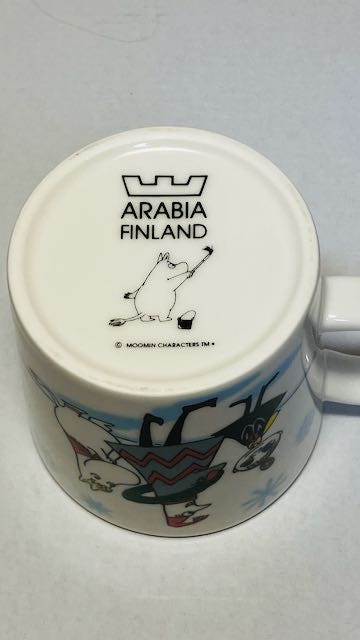 ARABIA
FINLAND
© MOOMIN CHARACTERS TM •